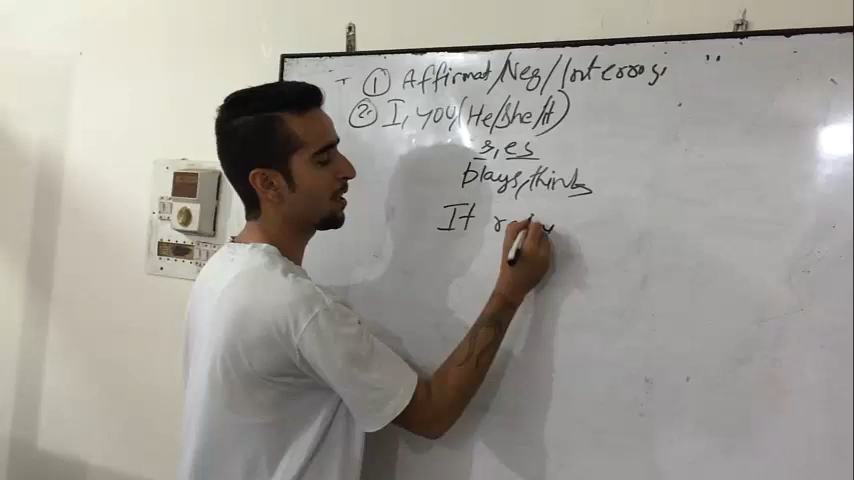 ① Affirmat/Neg/Interrog.
②. I, you (He/She/It)
s, es
plays, thinks
It